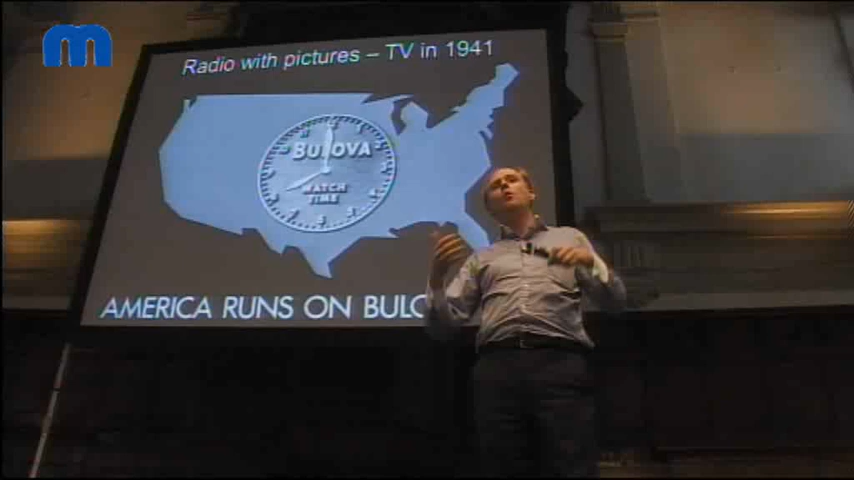 m
Radio with pictures – TV in 1941
BULOVA
WATCH
TIME
AMERICA RUNS ON BULO